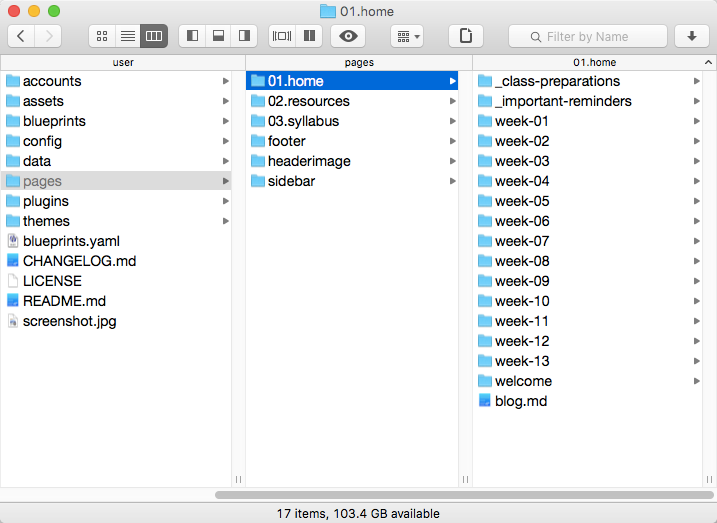 01.home
Filter by Name
user
pages
01.home
accounts
assets
blueprints
config
data
pages
plugins
themes
blueprints.yaml
CHANGELOG.md
LICENSE
README.md
screenshot.jpg
01.home
02.resources
03.syllabus
footer
headerimage
sidebar
_class-preparations
_important-reminders
week-01
week-02
week-03
week-04
week-05
week-06
week-07
week-08
week-09
week-10
week-11
week-12
week-13
welcome
blog.md
17 items, 103.4 GB available